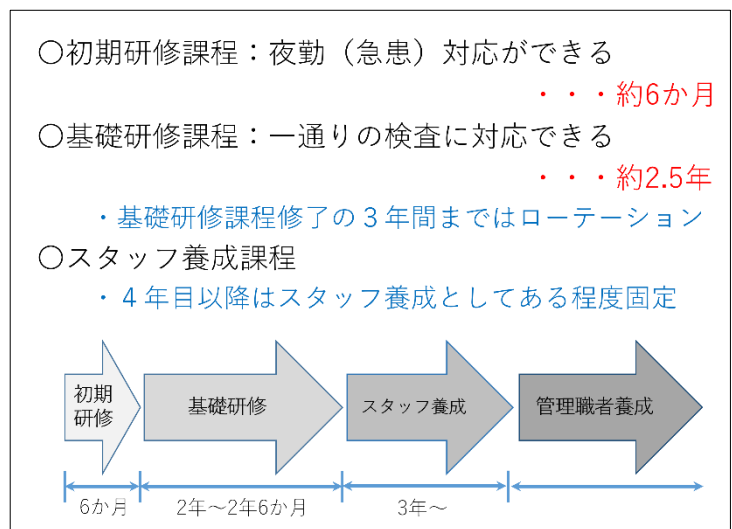 〇初期研修課程：夜勤（急患）対応ができる
・・・約6か月
〇基礎研修課程：一通りの検査に対応できる
・・・約2.5年
・基礎研修課程修了の３年間まではローテーション
〇スタッフ養成課程
・４年目以降はスタッフ養成としてある程度固定
初期
研修
基礎研修
スタッフ養成
管理職者養成
6か月
2年～2年6か月
3年～